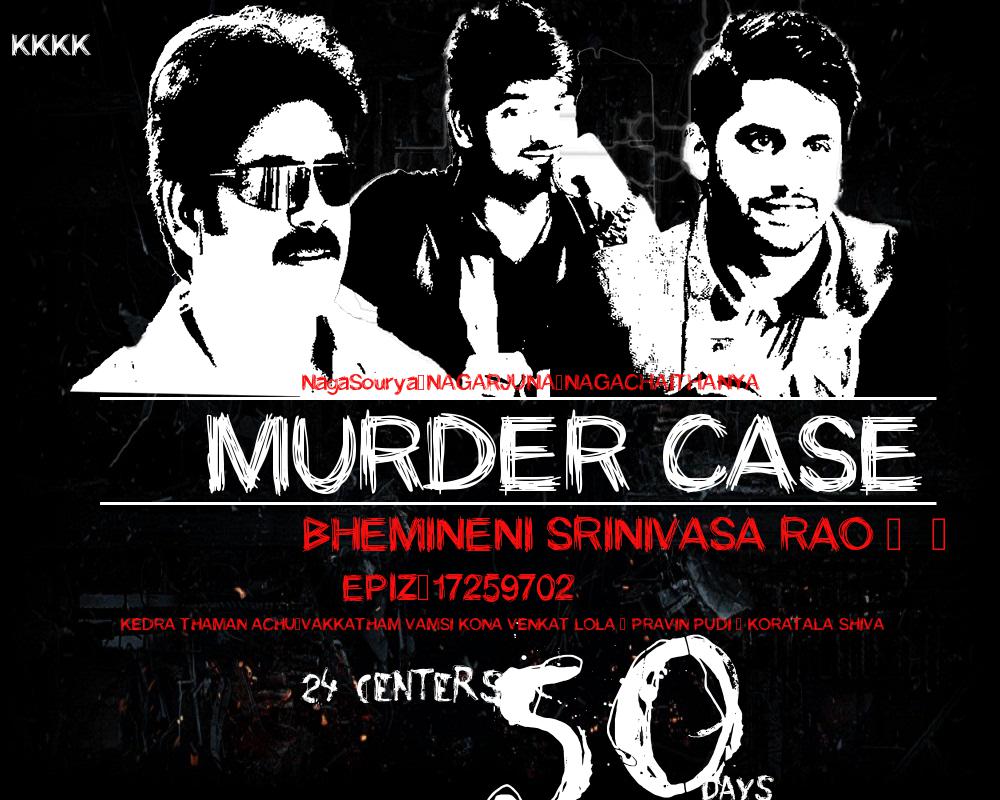 KKKK
NagaSourya▯NAGARJUNA▯NAGACHAITHANYA
MURDER CASE
BHEMINENI SRINIVASA RAO ▯ ▯
EPIZ▯17259702
KEDRA THAMAN ACHU▯VAKKATHAM VAMSI KONA VENKAT LOLA ▯ PRAVIN PUDI ▯ KORATALA SHIVA
24 CENTERS 50
DAYS